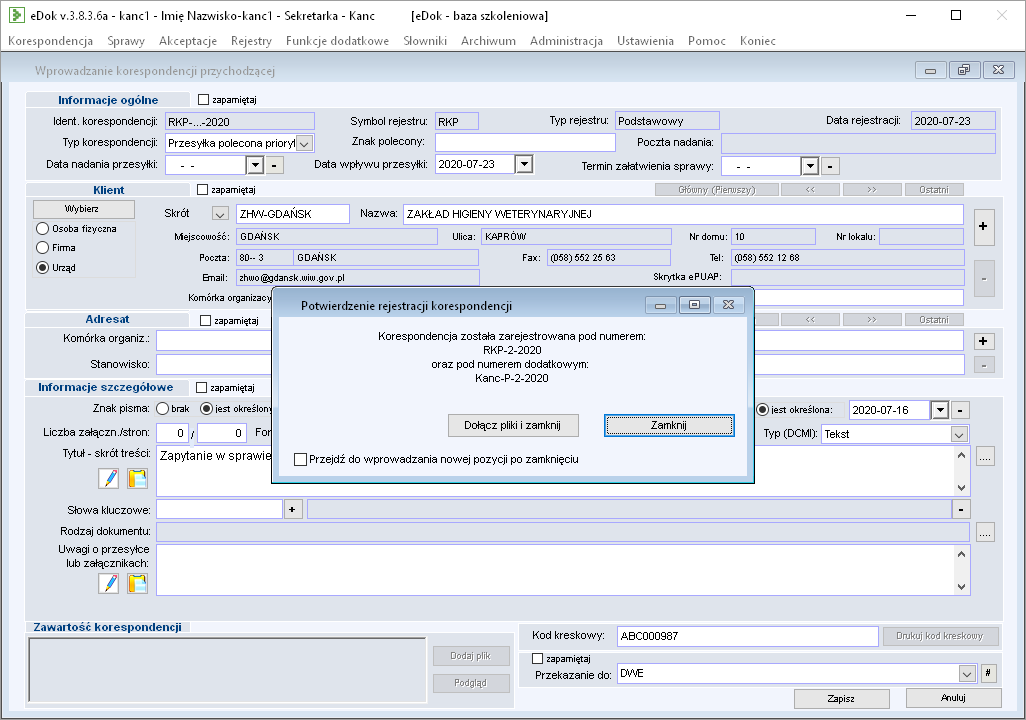 eDok v.3.8.3.6a - kanc1 - Imię Nazwisko-kanc1 - Sekretarka - Kanc [eDok - baza szkoleniowa]
Korespondencja Sprawy Akceptacje Rejestry Funkcje dodatkowe Słowniki Archiwum Administracja Ustawienia Pomoc Koniec
Wprowadzanie korespondencji przychodzącej
Informacje ogólne zapamiętaj
Ident. korespondencji: RKP-...-2020 Symbol rejestru: RKP Typ rejestru: Podstawowy Data rejestracji: 2020-07-23
Typ korespondencji: Przesyłka polecona prioryt Znak polecony: Poczta nadania:
Data nadania przesyłki: - - - Data wpływu przesyłki: 2020-07-23 Termin załatwienia sprawy: - - -
Klient zapamiętaj Główny (Pierwszy) << >> Ostatni
Wybierz Skrót ZHW-GDAŃSK Nazwa: ZAKŁAD HIGIENY WETERYNARYJNEJ +
Osoba fizyczna Miejscowość: GDAŃSK Ulica: KAPRÓW Nr domu: 10 Nr lokalu:
Firma Poczta: 80-- 3 GDAŃSK Fax: (058) 552 25 63 Tel: (058) 552 12 68
Urząd Email: zhwo@gdansk.wiw.gov.pl Skrytka ePUAP: -
Komórka organizacy
Adresat zapamiętaj << >> Ostatni
Komórka organiz.: +
Stanowisko: -
Informacje szczegółowe zapamiętaj
Znak pisma: brak jest określony jest określona: 2020-07-16 -
Liczba załączn./stron: 0 / 0 For Typ (DCMI): Tekst
Tytuł - skrót treści: Zapytanie w sprawie ....
Słowa kluczowe: + -
Rodzaj dokumentu: ....
Uwagi o przesyłce
lub załącznikach:
Potwierdzenie rejestracji korespondencji
Korespondencja została zarejestrowana pod numerem:
RKP-2-2020
oraz pod numerem dodatkowym:
Kanc-P-2-2020
Dołącz pliki i zamknij Zamknij
Przejdź do wprowadzania nowej pozycji po zamknięciu
Zawartość korespondencji
Dodaj plik
Podgląd
Kod kreskowy: ABC000987 Drukuj kod kreskowy
zapamiętaj
Przekazanie do: DWE #
Zapisz Anuluj